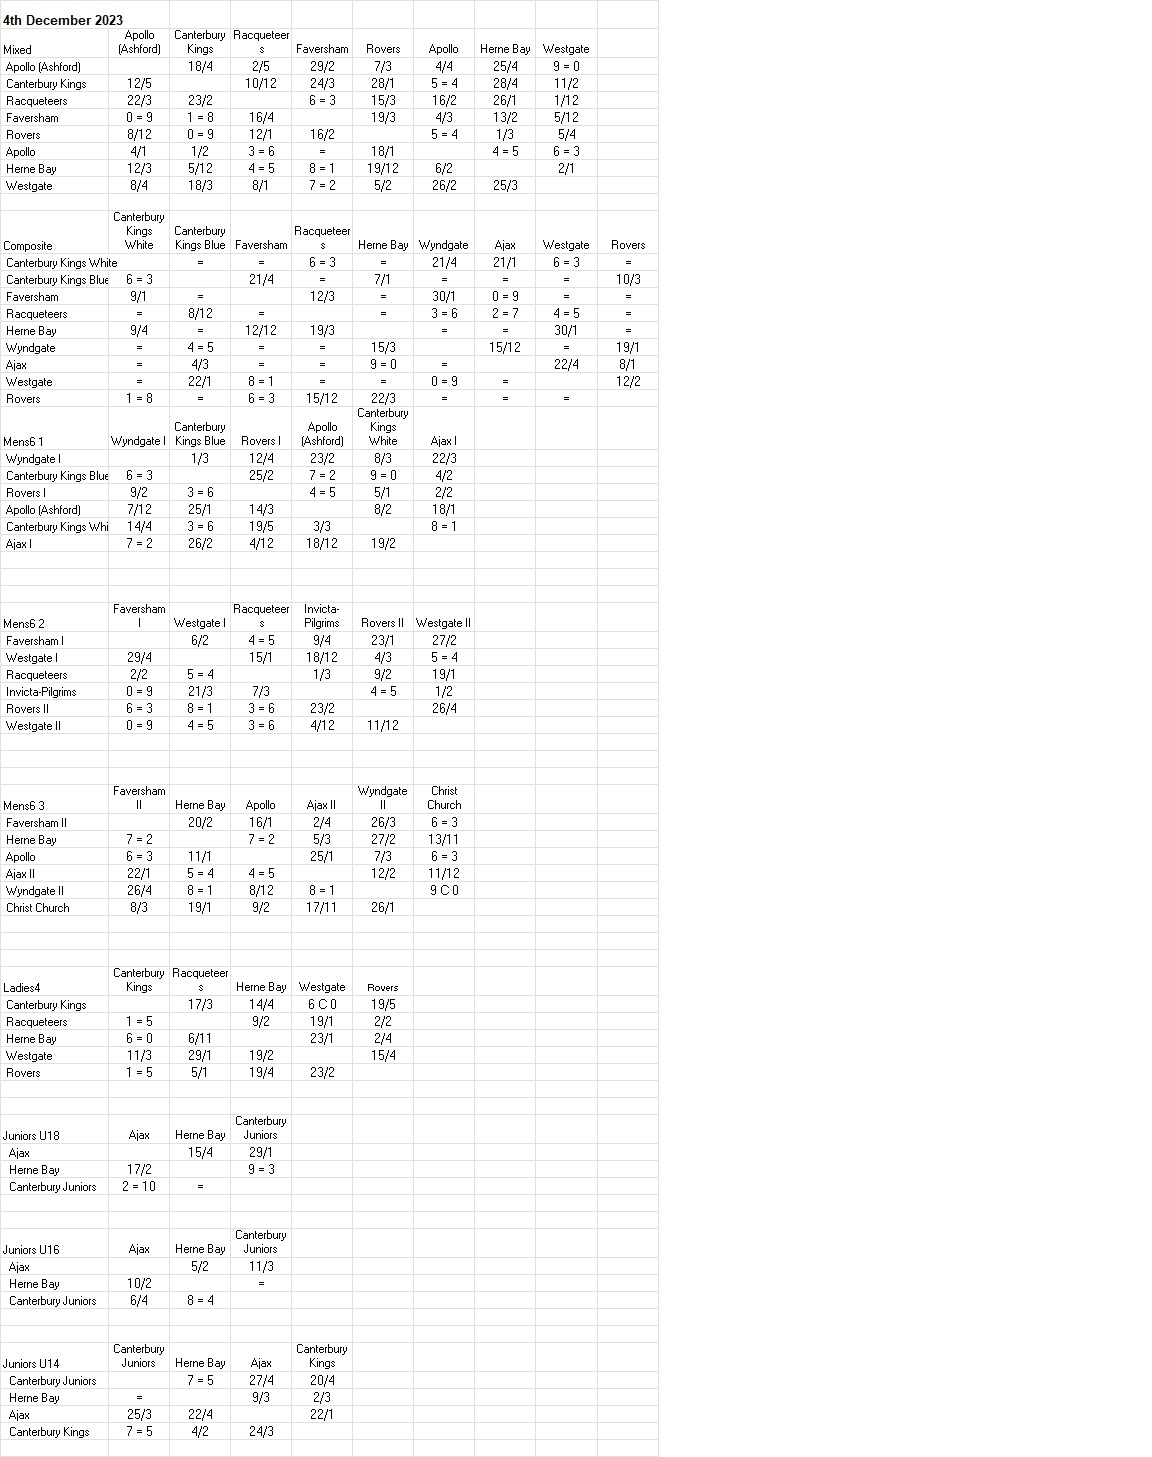 4th December 2023
Mixed Apollo (Ashford) Canterbury Kings Racqueteers Faversham Rovers Apollo Herne Bay Westgate
Apollo (Ashford) 18/4 2/5 29/2 7/3 4/4 25/4 9 = 0
Canterbury Kings 12/5 10/12 24/3 28/1 5 = 4 28/4 11/2
Racqueteers 22/3 23/2 6 = 3 15/3 16/2 26/1 1/12
Faversham 0 = 9 1 = 8 16/4 19/3 4/3 13/2 5/12
Rovers 8/12 0 = 9 12/1 16/2 5 = 4 1/3 5/4
Apollo 4/1 1/2 3 = 6 = 18/1 4 = 5 6 = 3
Herne Bay 12/3 5/12 4 = 5 8 = 1 19/12 6/2 2/1
Westgate 8/4 18/3 8/1 7 = 2 5/2 26/2 25/3
Composite Canterbury Kings White Canterbury Kings Blue Faversham Racqueteers Herne Bay Wyndgate Ajax Westgate Rovers
Canterbury Kings White = = 6 = 3 = 21/4 21/1 6 = 3 =
Canterbury Kings Blue 6 = 3 21/4 = 7/1 = = = 10/3
Faversham 9/1 = 12/3 = 30/1 0 = 9 = =
Racqueteers = 8/12 = = 3 = 6 2 = 7 4 = 5 =
Herne Bay 9/4 = 12/12 19/3 = = 30/1 =
Wyndgate = 4 = 5 = = 15/3 15/12 = 19/1
Ajax = 4/3 = = 9 = 0 = 22/4 8/1
Westgate = 22/1 8 = 1 = = 0 = 9 = 12/2
Rovers 1 = 8 = 6 = 3 15/12 22/3 = = =
Mens6 1 Wyndgate I Canterbury Kings Blue Rovers I Apollo (Ashford) Canterbury Kings White Ajax I
Wyndgate I 1/3 12/4 23/2 8/3 22/3
Canterbury Kings Blue 6 = 3 25/2 7 = 2 9 = 0 4/2
Rovers I 9/2 3 = 6 4 = 5 5/1 2/2
Apollo (Ashford) 7/12 25/1 14/3 8/2 18/1
Canterbury Kings Whi 14/4 3 = 6 19/5 3/3 8 = 1
Ajax I 7 = 2 26/2 4/12 18/12 19/2
Mens6 2 Faversham I Westgate I Racqueteers Invicta-Pilgrims Rovers II Westgate II
Faversham I 6/2 4 = 5 9/4 23/1 27/2
Westgate I 29/4 15/1 18/12 4/3 5 = 4
Racqueteers 2/2 5 = 4 1/3 9/2 19/1
Invicta-Pilgrims 0 = 9 21/3 7/3 4 = 5 1/2
Rovers II 6 = 3 8 = 1 3 = 6 23/2 26/4
Westgate II 0 = 9 4 = 5 3 = 6 4/12 11/12
Mens6 3 Faversham II Herne Bay Apollo Ajax II Wyndgate II Christ Church
Faversham II 20/2 16/1 2/4 26/3 6 = 3
Herne Bay 7 = 2 7 = 2 5/3 27/2 13/11
Apollo 6 = 3 11/1 25/1 7/3 6 = 3
Ajax II 22/1 5 = 4 4 = 5 12/2 11/12
Wyndgate II 26/4 8 = 1 8/12 8 = 1 9 C 0
Christ Church 8/3 19/1 9/2 17/11 26/1
Ladies4 Canterbury Kings Racqueteers Herne Bay Westgate Rovers
Canterbury Kings 17/3 14/4 6 C 0 19/5
Racqueteers 1 = 5 9/2 19/1 2/2
Herne Bay 6 = 0 6/11 23/1 2/4
Westgate 11/3 29/1 19/2 15/4
Rovers 1 = 5 5/1 19/4 23/2
Juniors U18 Ajax Herne Bay Canterbury Juniors
Ajax 15/4 29/1
Herne Bay 17/2 9 = 3
Canterbury Juniors 2 = 10 =
Juniors U16 Ajax Herne Bay Canterbury Juniors
Ajax 5/2 11/3
Herne Bay 10/2 =
Canterbury Juniors 6/4 8 = 4
Juniors U14 Canterbury Juniors Herne Bay Ajax Canterbury Kings
Canterbury Juniors 7 = 5 27/4 20/4
Herne Bay = 9/3 2/3
Ajax 25/3 22/4 22/1
Canterbury Kings 7 = 5 4/2 24/3